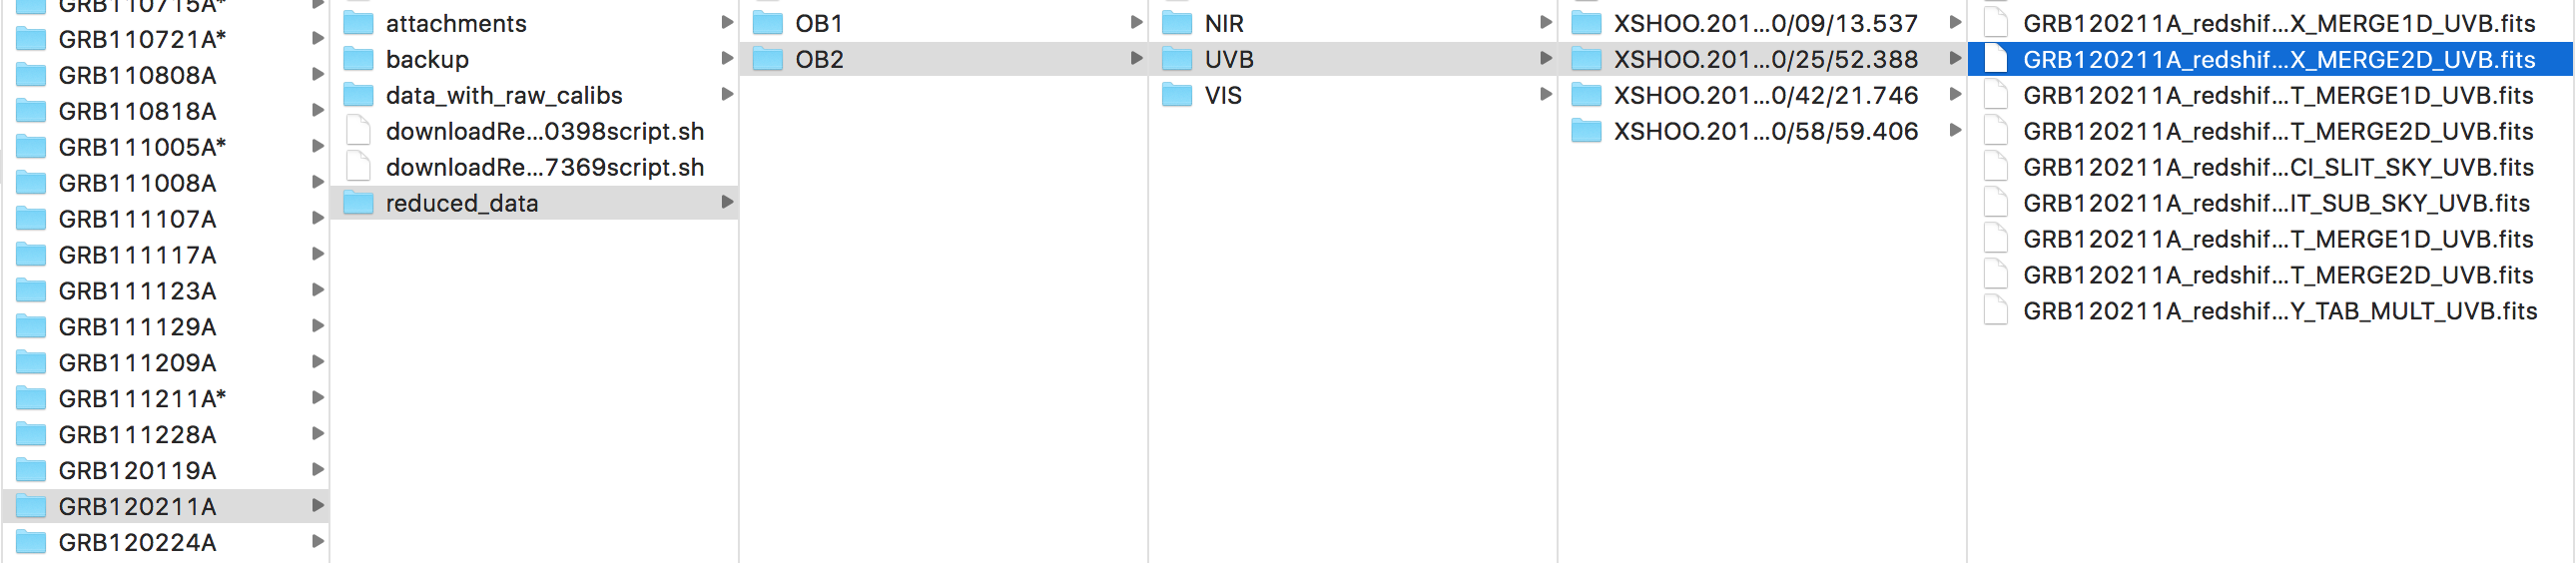 GRB110715A*
GRB110721A*
GRB110808A
GRB110818A
GRB111005A*
GRB111008A
GRB111107A
GRB111117A
GRB111123A
GRB111129A
GRB111209A
GRB111211A*
GRB111228A
GRB120119A
GRB120211A
GRB120224A
attachments
backup
data_with_raw_calibs
downloadRe...0398script.sh
downloadRe...7369script.sh
reduced_data
OB1
OB2
NIR
UVB
VIS
XSHOO.201...0/09/13.537
XSHOO.201...0/25/52.388
XSHOO.201...0/42/21.746
XSHOO.201...0/58/59.406
GRB120211A_redshif...X_MERGE1D_UVB.fits
GRB120211A_redshif...X_MERGE2D_UVB.fits
GRB120211A_redshif...T_MERGE1D_UVB.fits
GRB120211A_redshif...T_MERGE2D_UVB.fits
GRB120211A_redshif...CI_SLIT_SKY_UVB.fits
GRB120211A_redshif...IT_SUB_SKY_UVB.fits
GRB120211A_redshif...T_MERGE1D_UVB.fits
GRB120211A_redshif...T_MERGE2D_UVB.fits
GRB120211A_redshif...Y_TAB_MULT_UVB.fits